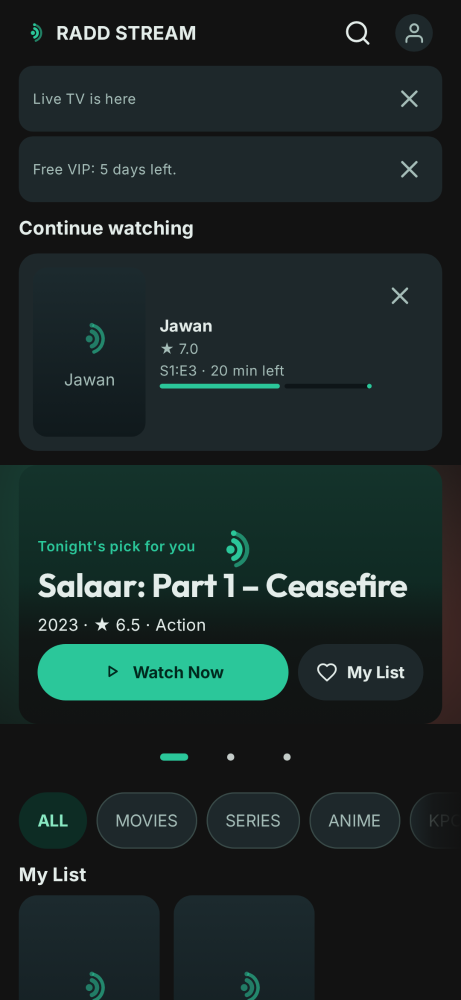 RADD STREAM
Live TV is here
Free VIP: 5 days left.
Continue watching
Jawan
Jawan
★ 7.0
S1:E3 · 20 min left
Tonight's pick for you
Salaar: Part 1 – Ceasefire
2023 · ★ 6.5 · Action
Watch Now
My List
ALL
MOVIES
SERIES
ANIME
My List